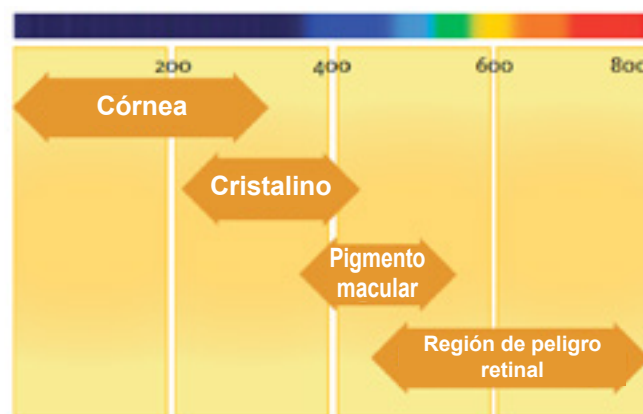 200 400 600 800
Córnea
Cristalino
Pigmento
macular
Región de peligro
retinal